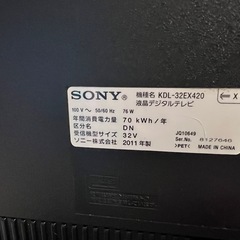 SONY
機種名 KDL-32EX420
液晶デジタルテレビ
100 V ~ 50/60 Hz 76 W
年間消費電力量 70 kWh/年
区分名 DN
受信機型サイズ 32V
ソニー株式会社 2011年製
JQ10649
8127646
>PET<
MADE IN CHINA
X